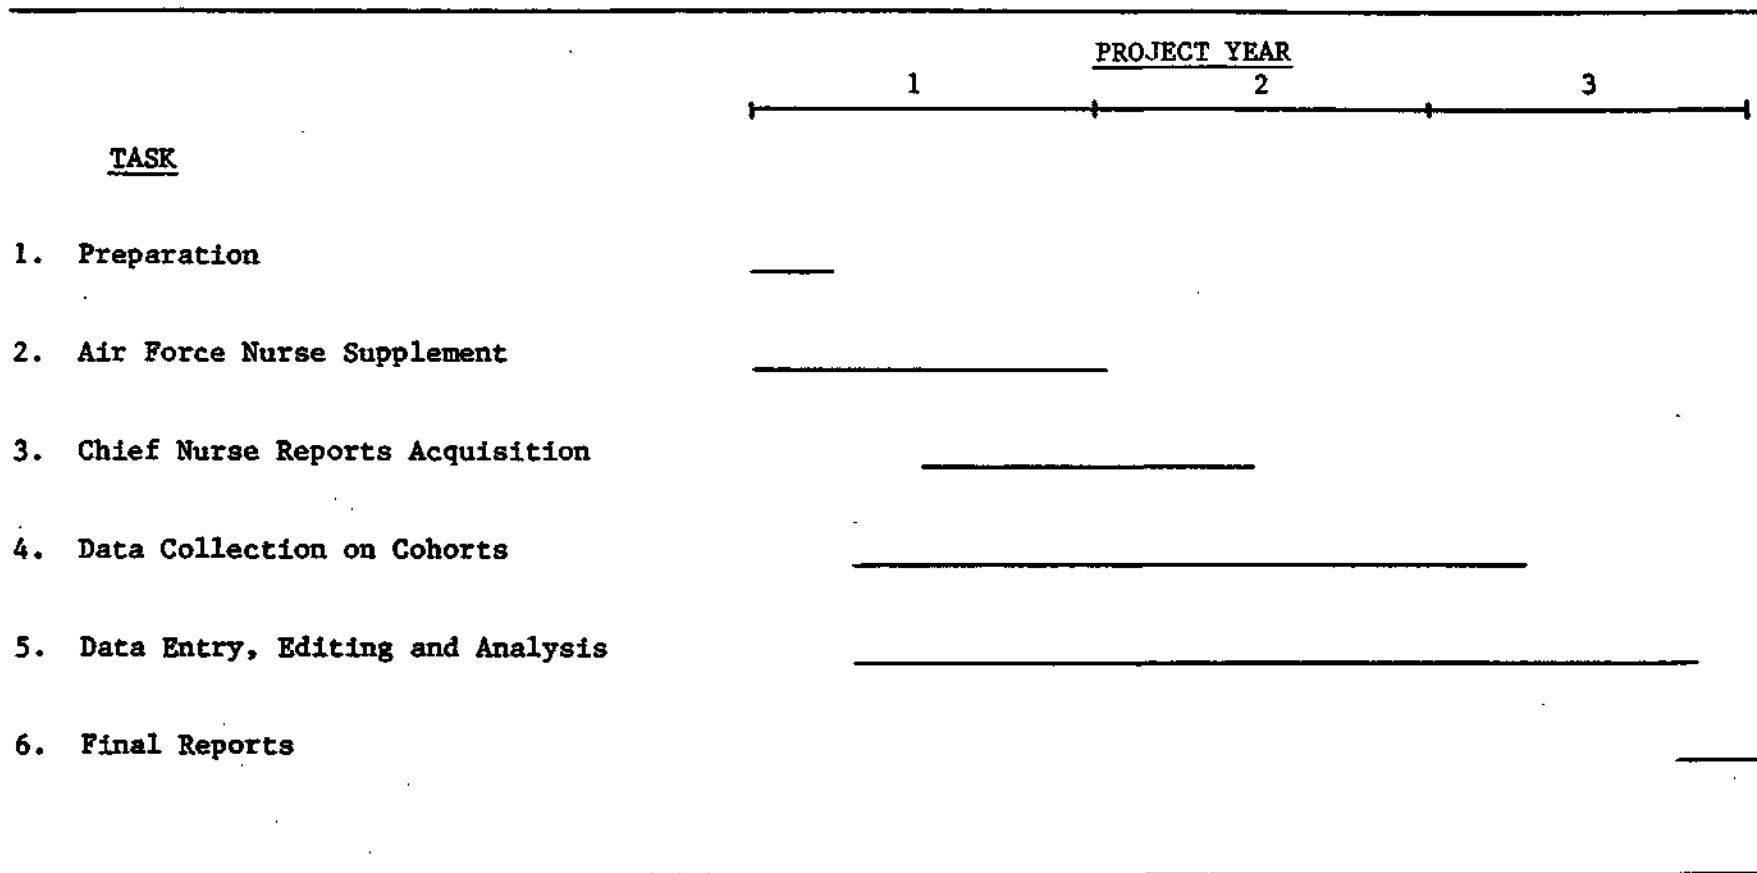 PROJECT YEAR
1 2 3
TASK
1. Preparation
2. Air Force Nurse Supplement
3. Chief Nurse Reports Acquisition
4. Data Collection on Cohorts
5. Data Entry, Editing and Analysis
6. Final Reports